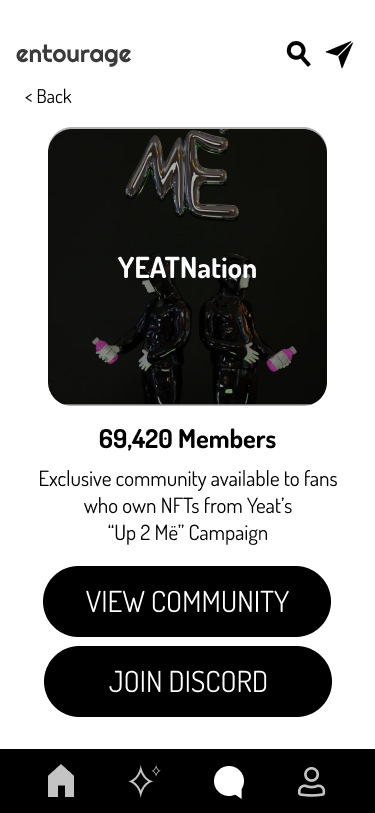 entourage
< Back
ME
YEATNation
69,420 Members
Exclusive community available to fans
who own NFTs from Yeat’s
“Up 2 Më” Campaign
VIEW COMMUNITY
JOIN DISCORD